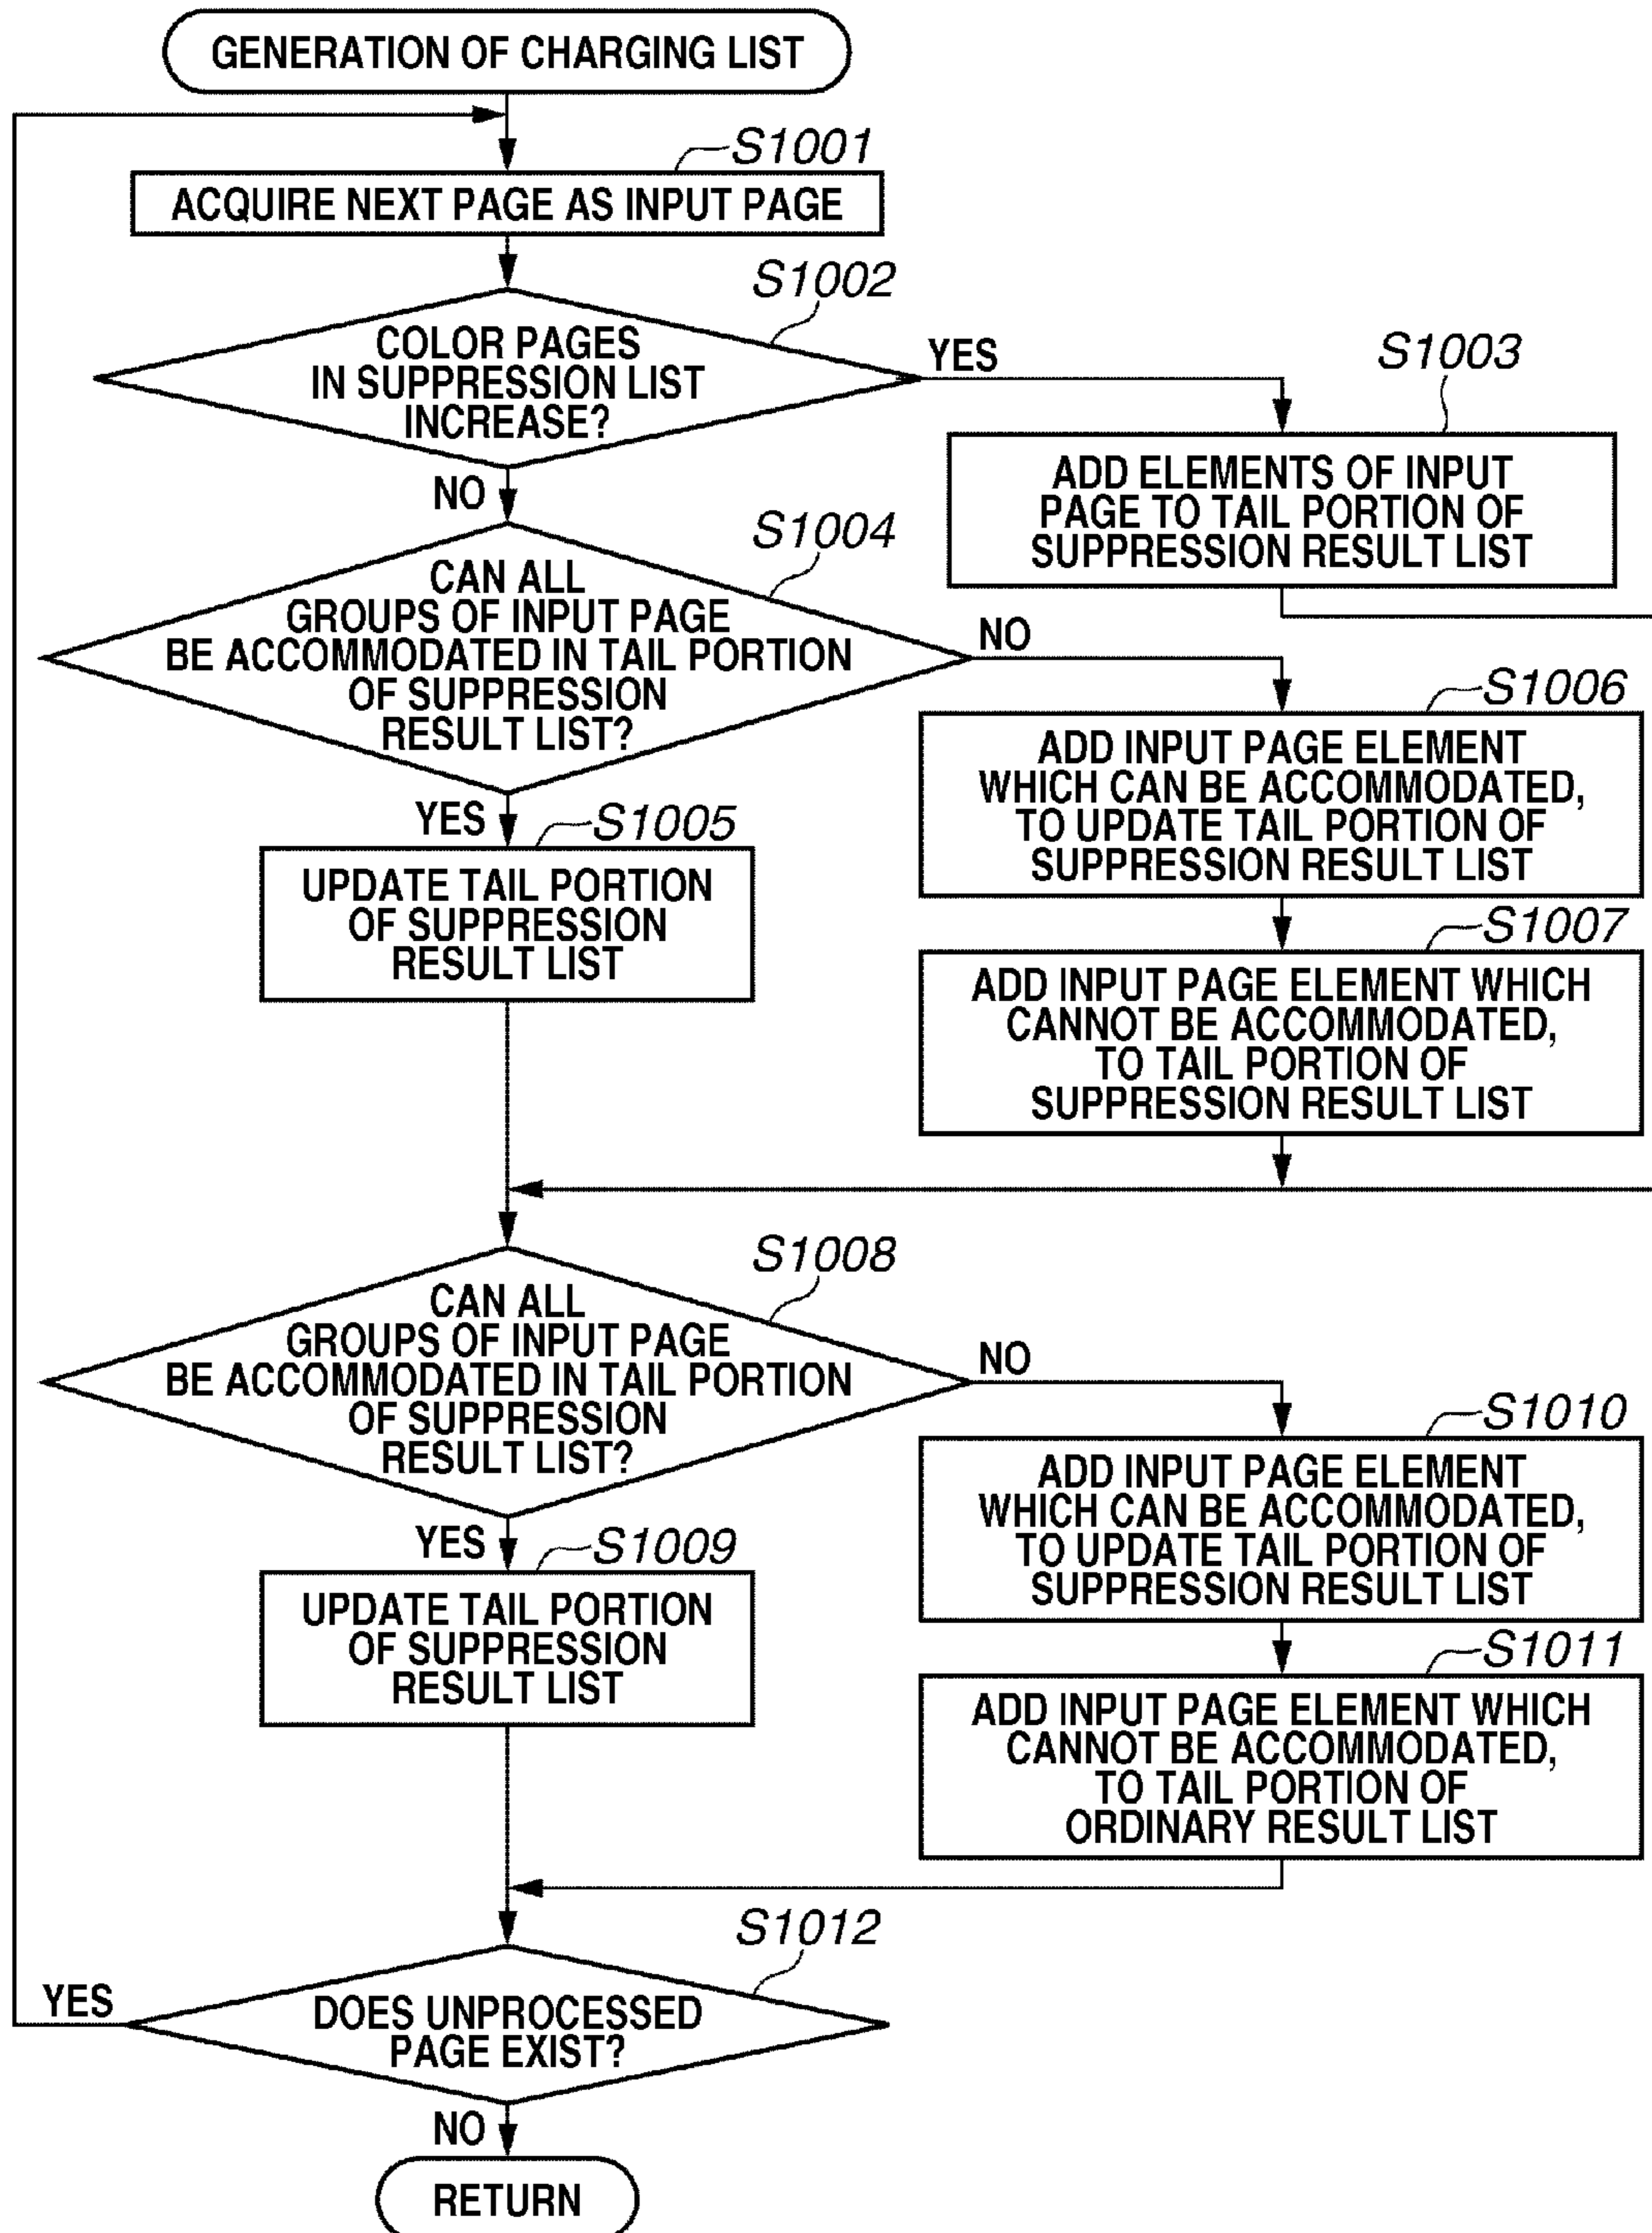 GENERATION OF CHARGING LIST
S1001
ACQUIRE NEXT PAGE AS INPUT PAGE
S1002
COLOR PAGES
IN SUPPRESSION LIST
INCREASE?
YES
NO
S1003
ADD ELEMENTS OF INPUT
PAGE TO TAIL PORTION OF
SUPPRESSION RESULT LIST
S1004
CAN ALL
GROUPS OF INPUT PAGE
BE ACCOMMODATED IN TAIL PORTION
OF SUPPRESSION
RESULT LIST?
NO
YES
S1005
UPDATE TAIL PORTION
OF SUPPRESSION
RESULT LIST
S1006
ADD INPUT PAGE ELEMENT
WHICH CAN BE ACCOMMODATED,
TO UPDATE TAIL PORTION OF
SUPPRESSION RESULT LIST
S1007
ADD INPUT PAGE ELEMENT WHICH
CANNOT BE ACCOMMODATED,
TO TAIL PORTION OF
SUPPRESSION RESULT LIST
S1008
CAN ALL
GROUPS OF INPUT PAGE
BE ACCOMMODATED IN TAIL PORTION
OF SUPPRESSION
RESULT LIST?
NO
YES
S1009
UPDATE TAIL PORTION
OF SUPPRESSION
RESULT LIST
S1010
ADD INPUT PAGE ELEMENT
WHICH CAN BE ACCOMMODATED,
TO UPDATE TAIL PORTION OF
SUPPRESSION RESULT LIST
S1011
ADD INPUT PAGE ELEMENT WHICH
CANNOT BE ACCOMMODATED,
TO TAIL PORTION OF
ORDINARY RESULT LIST
S1012
YES
DOES UNPROCESSED
PAGE EXIST?
NO
RETURN